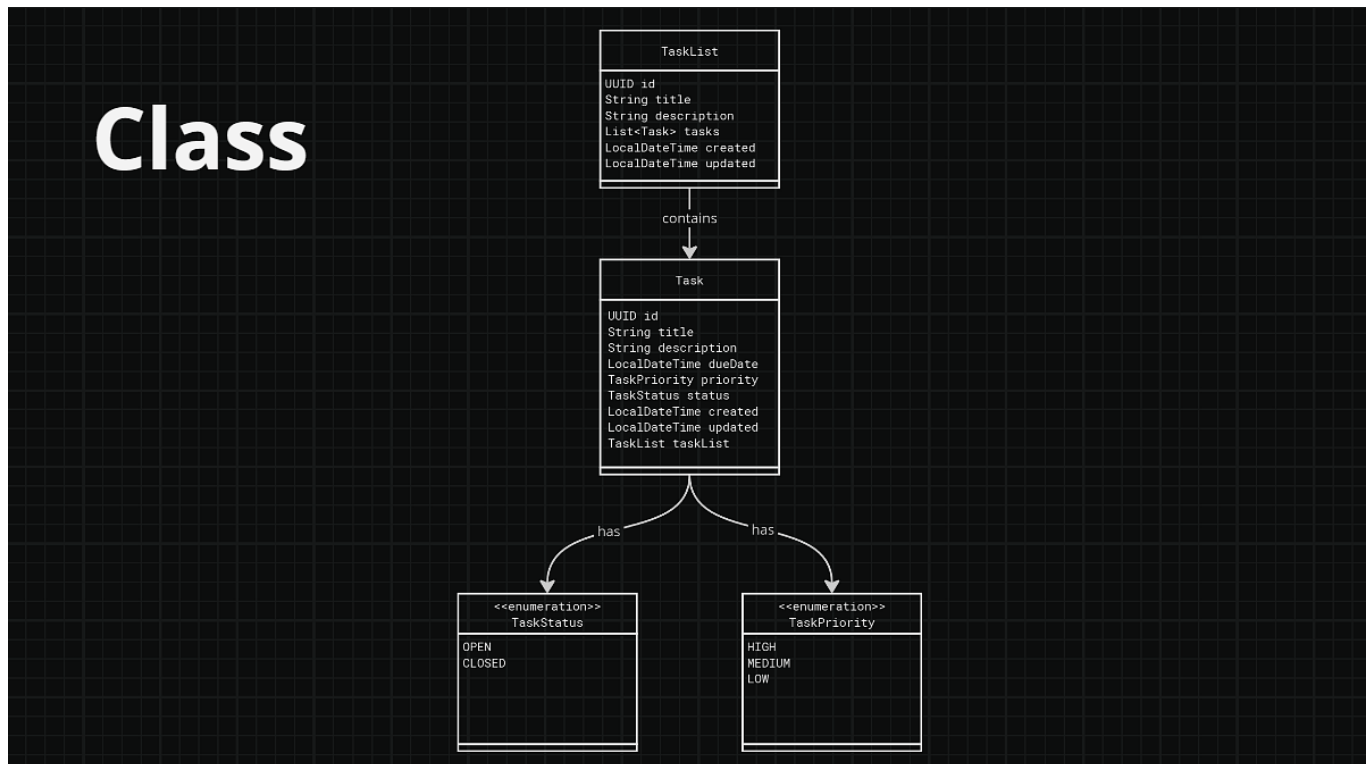 Class
TaskList
UUID id
String title
String description
List<Task> tasks
LocalDateTime created
LocalDateTime updated
contains
Task
UUID id
String title
String description
LocalDateTime dueDate
TaskPriority priority
TaskStatus status
LocalDateTime created
LocalDateTime updated
TaskList taskList
has
has
<<enumeration>>
TaskStatus
OPEN
CLOSED
<<enumeration>>
TaskPriority
HIGH
MEDIUM
LOW